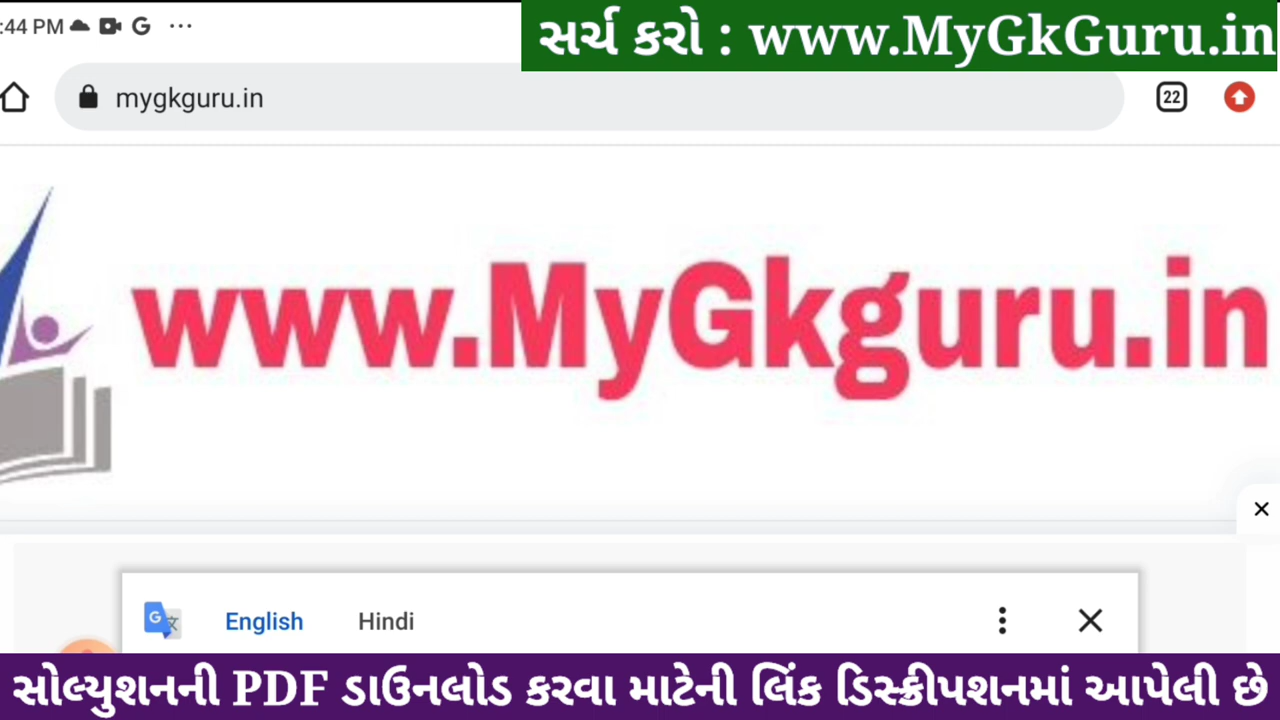 :44 PM G ...
સર્ચ કરો : www.MyGkGuru.in
mygkguru.in
22
www.MyGkguru.in
G 文 English Hindi
સોલ્યુશનની PDF ડાઉનલોડ કરવા માટેની લિંક ડિસ્ક્રીપશનમાં આપેલી છે